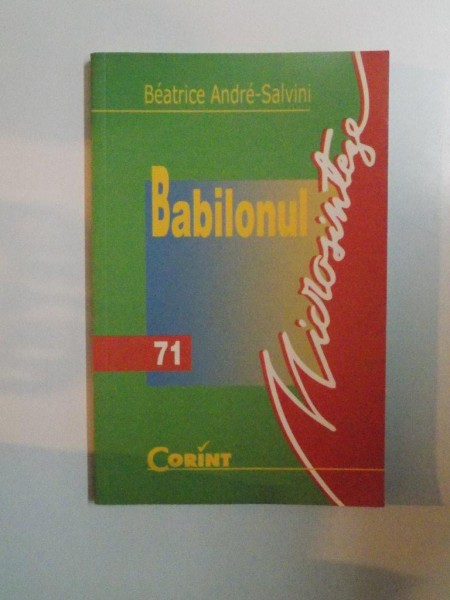 Béatrice André-Salvini
Babilonul
Microsinteze
71
CORINT